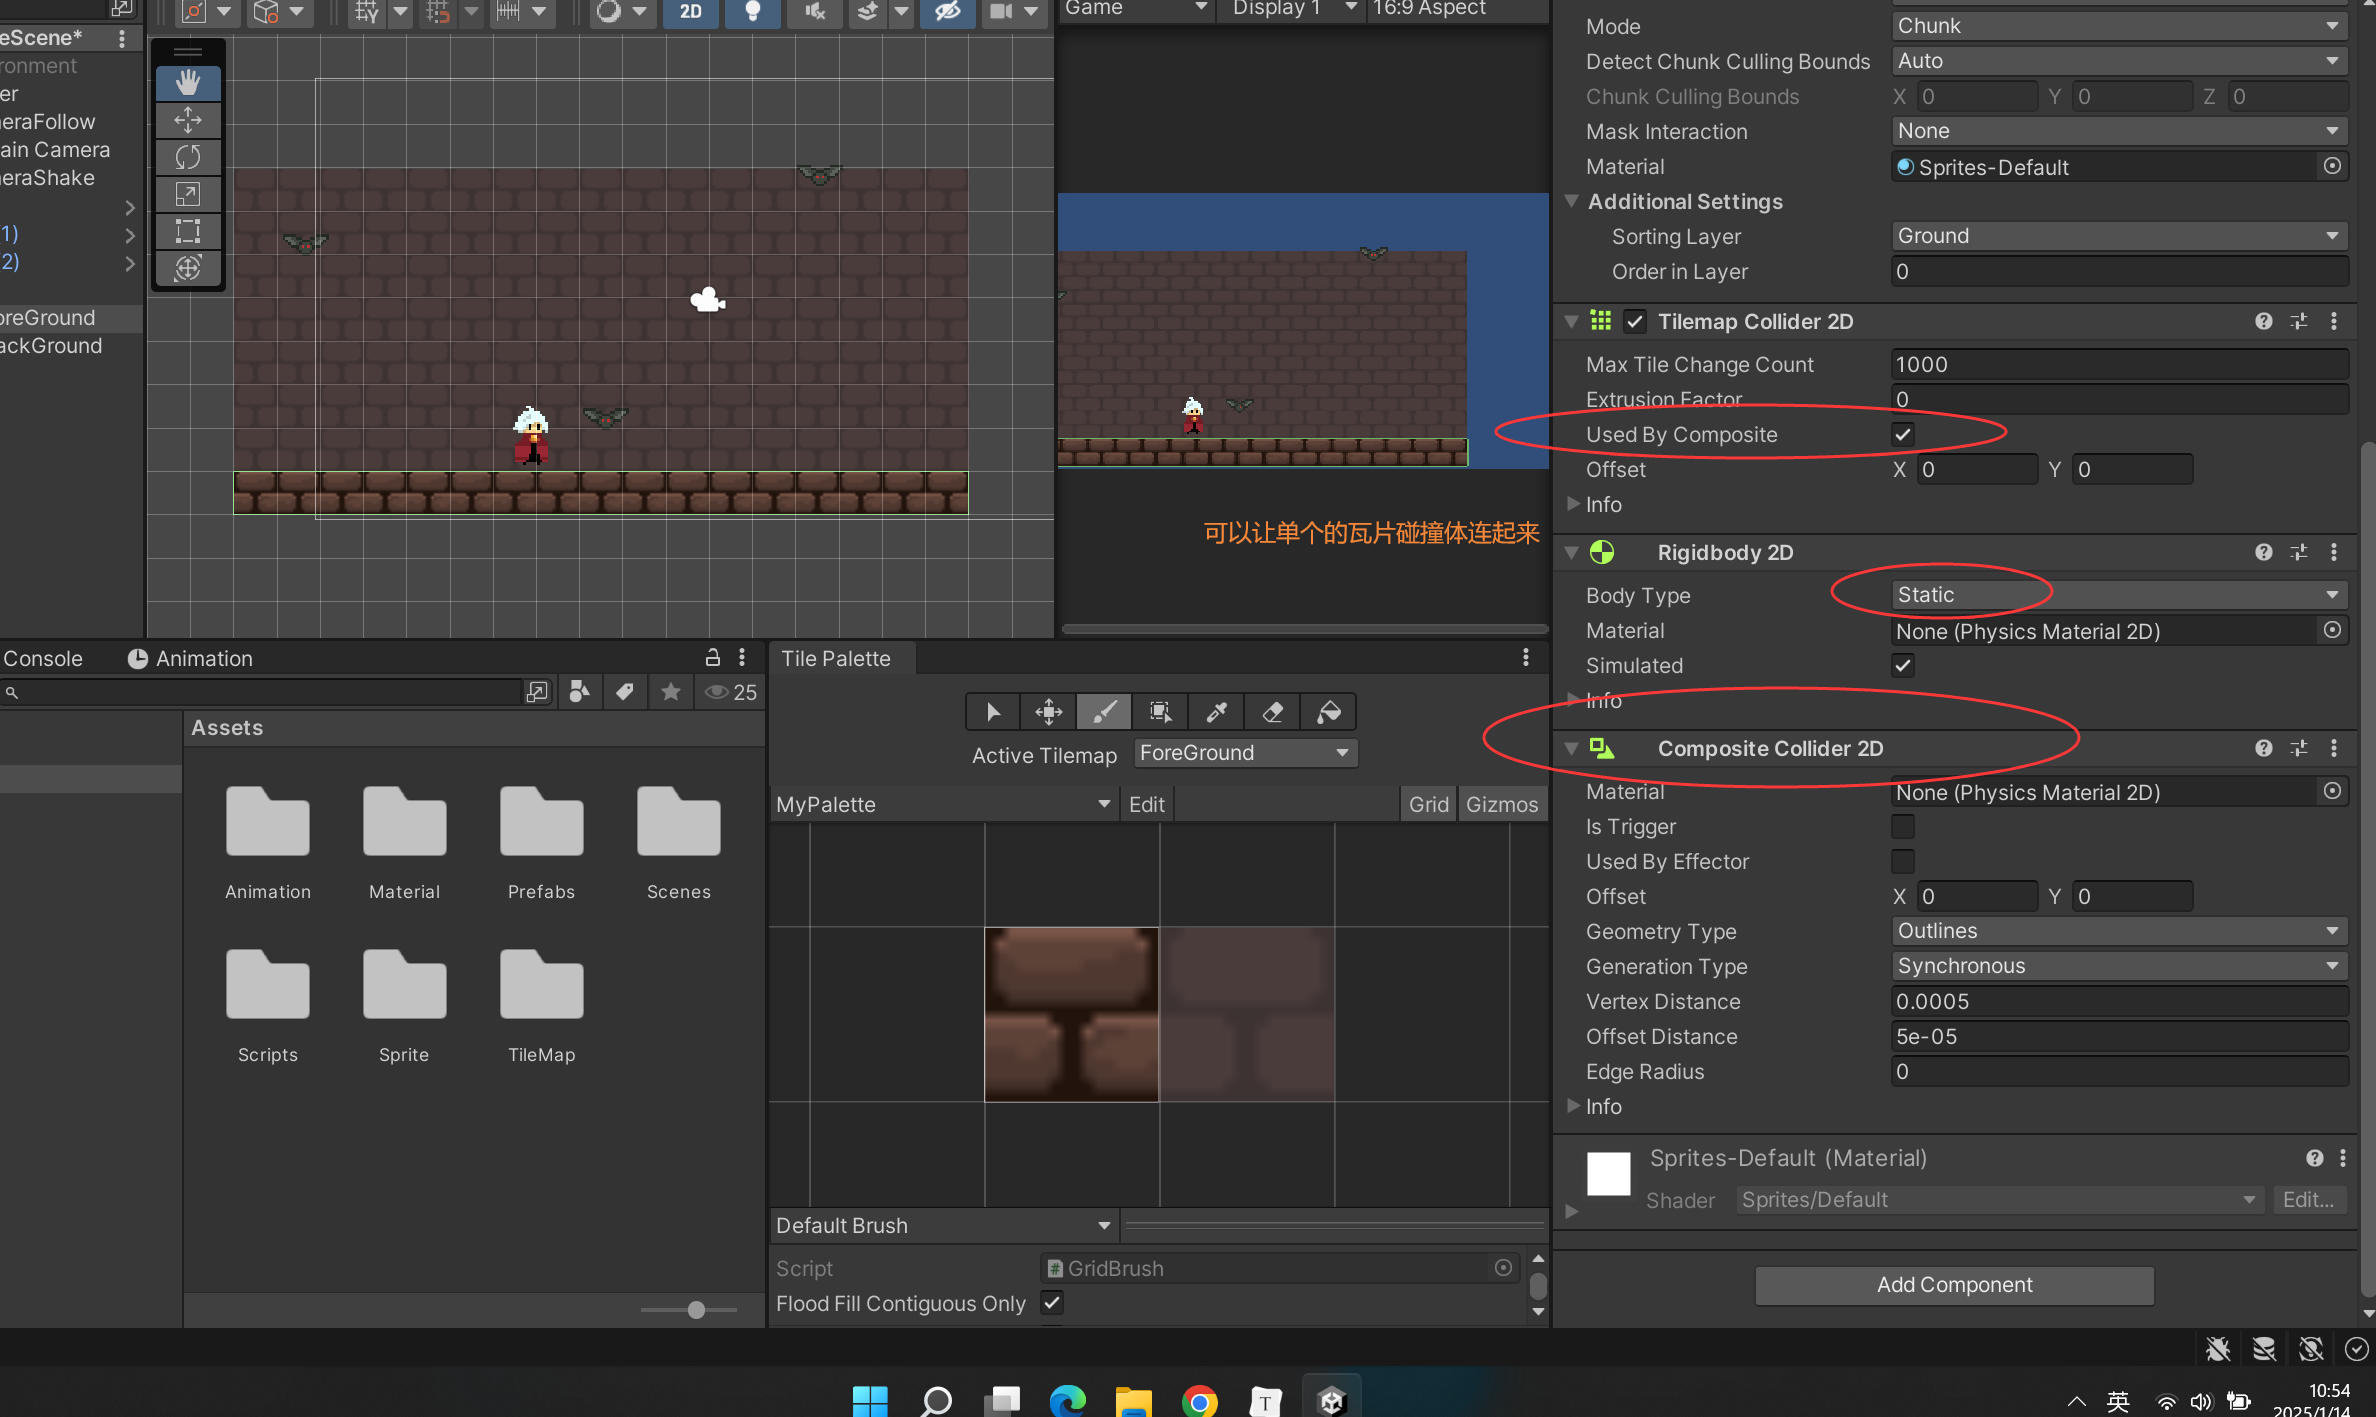 2D
Game
Display 1
16:9 Aspect
eScene*
ronment
er
neraFollow
ain Camera
neraShake
(1)
(2)
oreGround
ackGround
Mode
Chunk
Detect Chunk Culling Bounds
Auto
Chunk Culling Bounds
X 0 Y 0 Z 0
Mask Interaction
None
Material
Sprites-Default
Additional Settings
Sorting Layer
Ground
Order in Layer
0
Tilemap Collider 2D
Max Tile Change Count
1000
Extrusion Factor
0
Used By Composite
Offset
X 0 Y 0
Info
可以让单个的瓦片碰撞体连起来
Rigidbody 2D
Body Type
Static
Material
None (Physics Material 2D)
Simulated
Info
Composite Collider 2D
Material
None (Physics Material 2D)
Is Trigger
Used By Effector
Offset
X 0 Y 0
Geometry Type
Outlines
Generation Type
Synchronous
Vertex Distance
0.0005
Offset Distance
5e-05
Edge Radius
0
Info
Sprites-Default (Material)
Shader
Sprites/Default
Edit...
Add Component
Console
Animation
25
Assets
Animation
Material
Prefabs
Scenes
Scripts
Sprite
TileMap
Tile Palette
Active Tilemap
ForeGround
MyPalette
Edit
Grid
Gizmos
Default Brush
Script
# GridBrush
Flood Fill Contiguous Only
T
英
10:54
2025/1/14